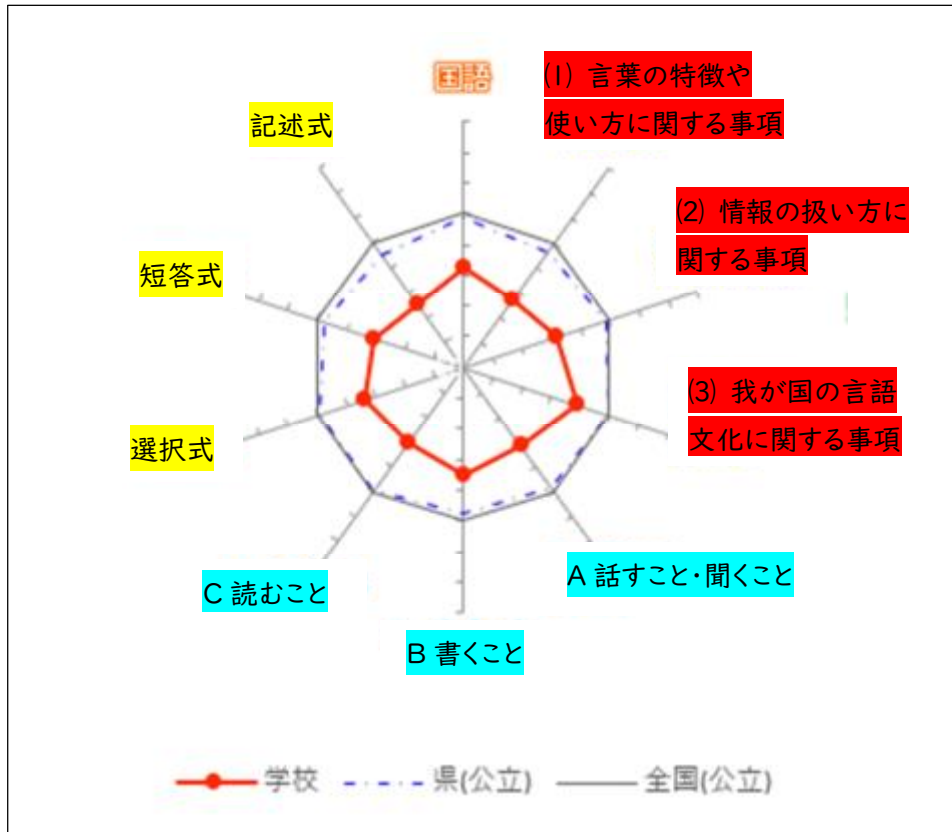 国語
(1) 言葉の特徴や
使い方に関する事項
(2) 情報の扱い方に
関する事項
(3) 我が国の言語
文化に関する事項
A 話すこと・聞くこと
B 書くこと
C 読むこと
選択式
短答式
記述式
学校
県(公立)
全国(公立)